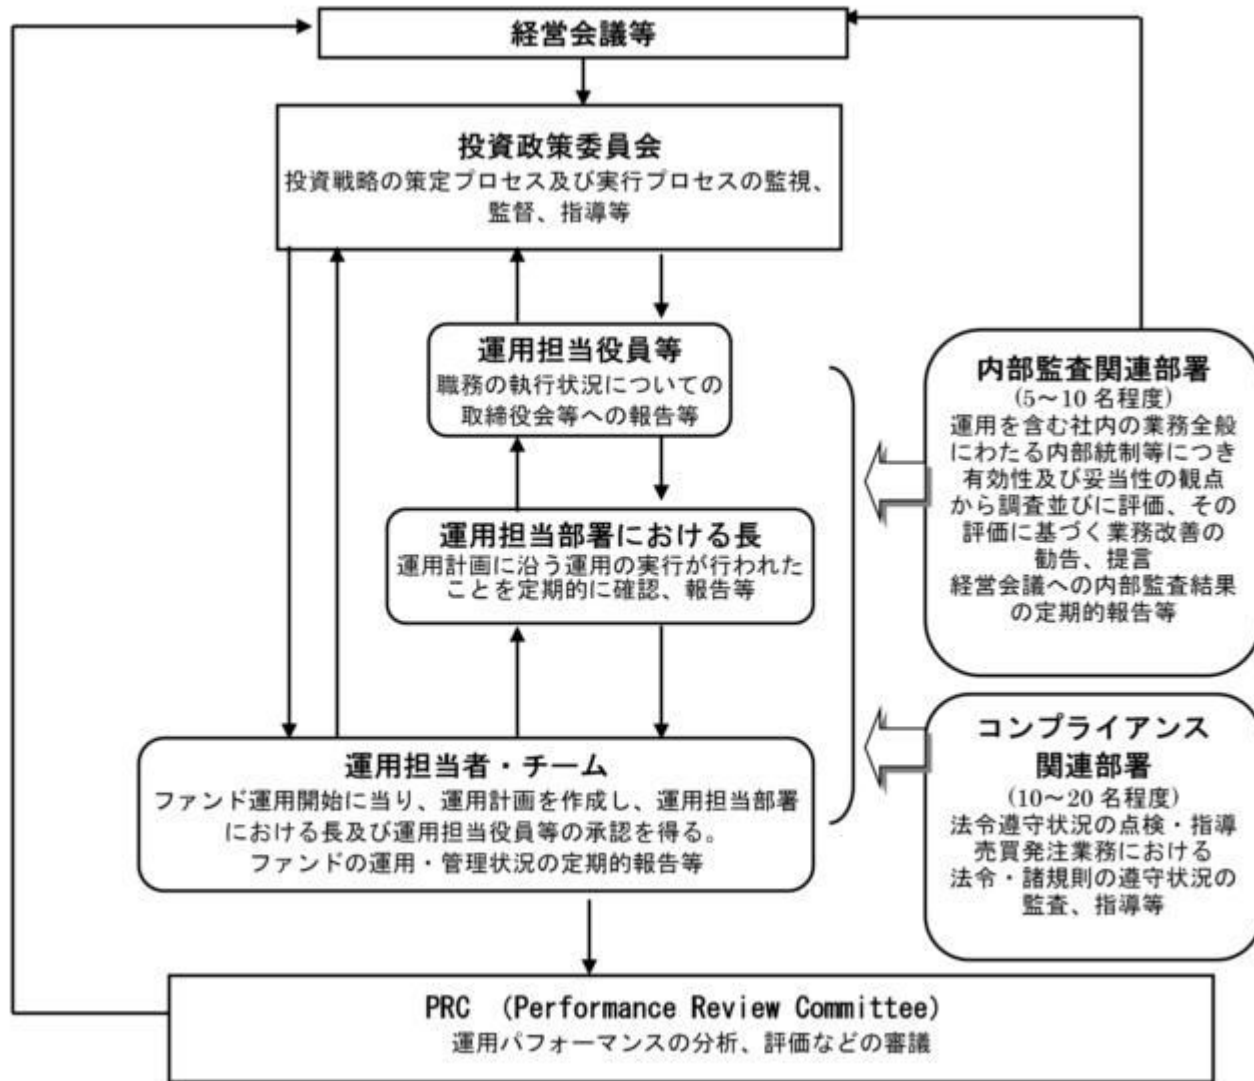 経営会議等
投資政策委員会
投資戦略の策定プロセス及び実行プロセスの監視、
監督、指導等
運用担当役員等
職務の執行状況についての
取締役会等への報告等
運用担当部署における長
運用計画に沿う運用の実行が行われた
ことを定期的に確認、報告等
運用担当者・チーム
ファンド運用開始に当り、運用計画を作成し、運用担当部署
における長及び運用担当役員等の承認を得る。
ファンドの運用・管理状況の定期的報告等
内部監査関連部署
(5～10 名程度)
運用を含む社内の業務全般
にわたる内部統制等につき
有効性及び妥当性の観点
から調査並びに評価、その
評価に基づく業務改善の
勧告、提言
経営会議への内部監査結果
の定期的報告等
コンプライアンス
関連部署
(10～20 名程度)
法令遵守状況の点検・指導
売買発注業務における
法令・諸規則の遵守状況の
監査、指導等
PRC （Performance Review Committee)
運用パフォーマンスの分析、評価などの審議